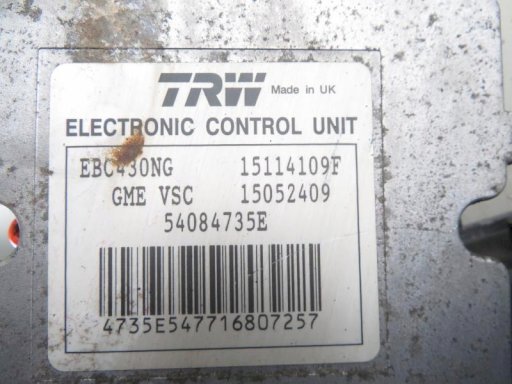 TRW Made in UK
ELECTRONIC CONTROL UNIT
EBC430NG 15114109F
GME VSC 15052409
54084735E
4735E547716807257